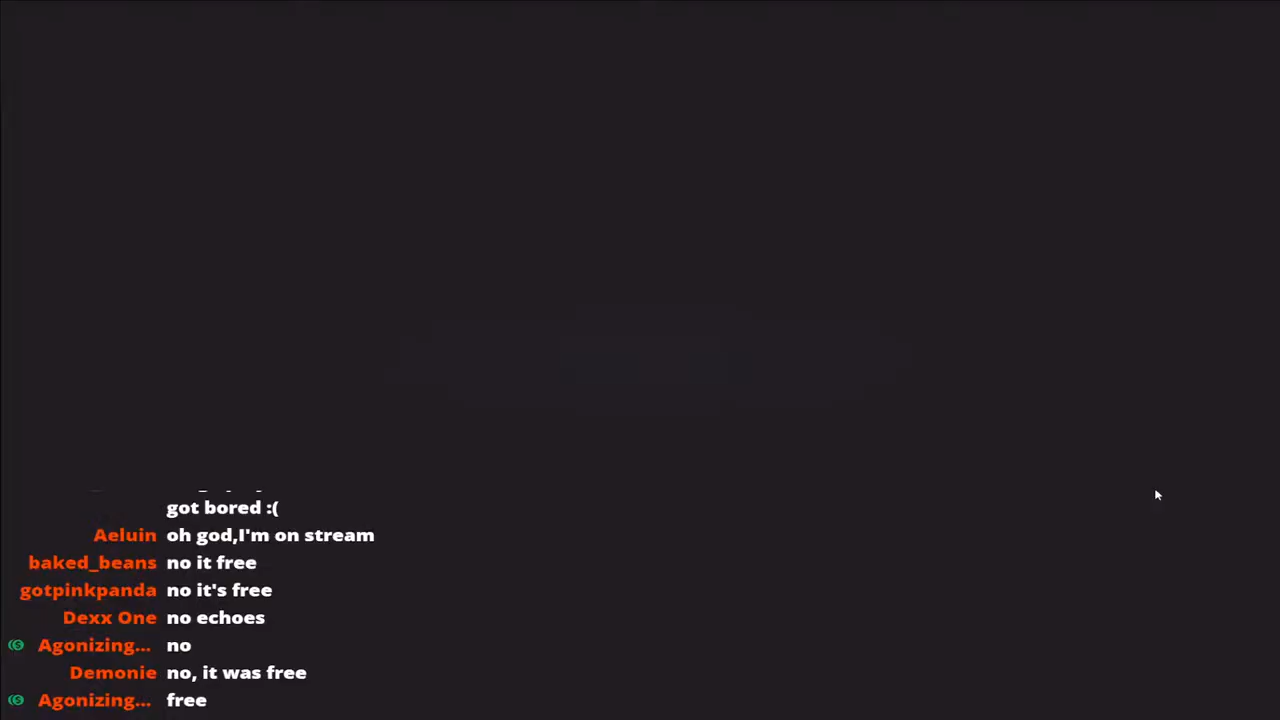 got bored :(
Aeluin oh god,I'm on stream
baked_beans no it free
gotpinkpanda no it's free
Dexx One no echoes
Agonizing... no
Demonie no, it was free
Agonizing... free